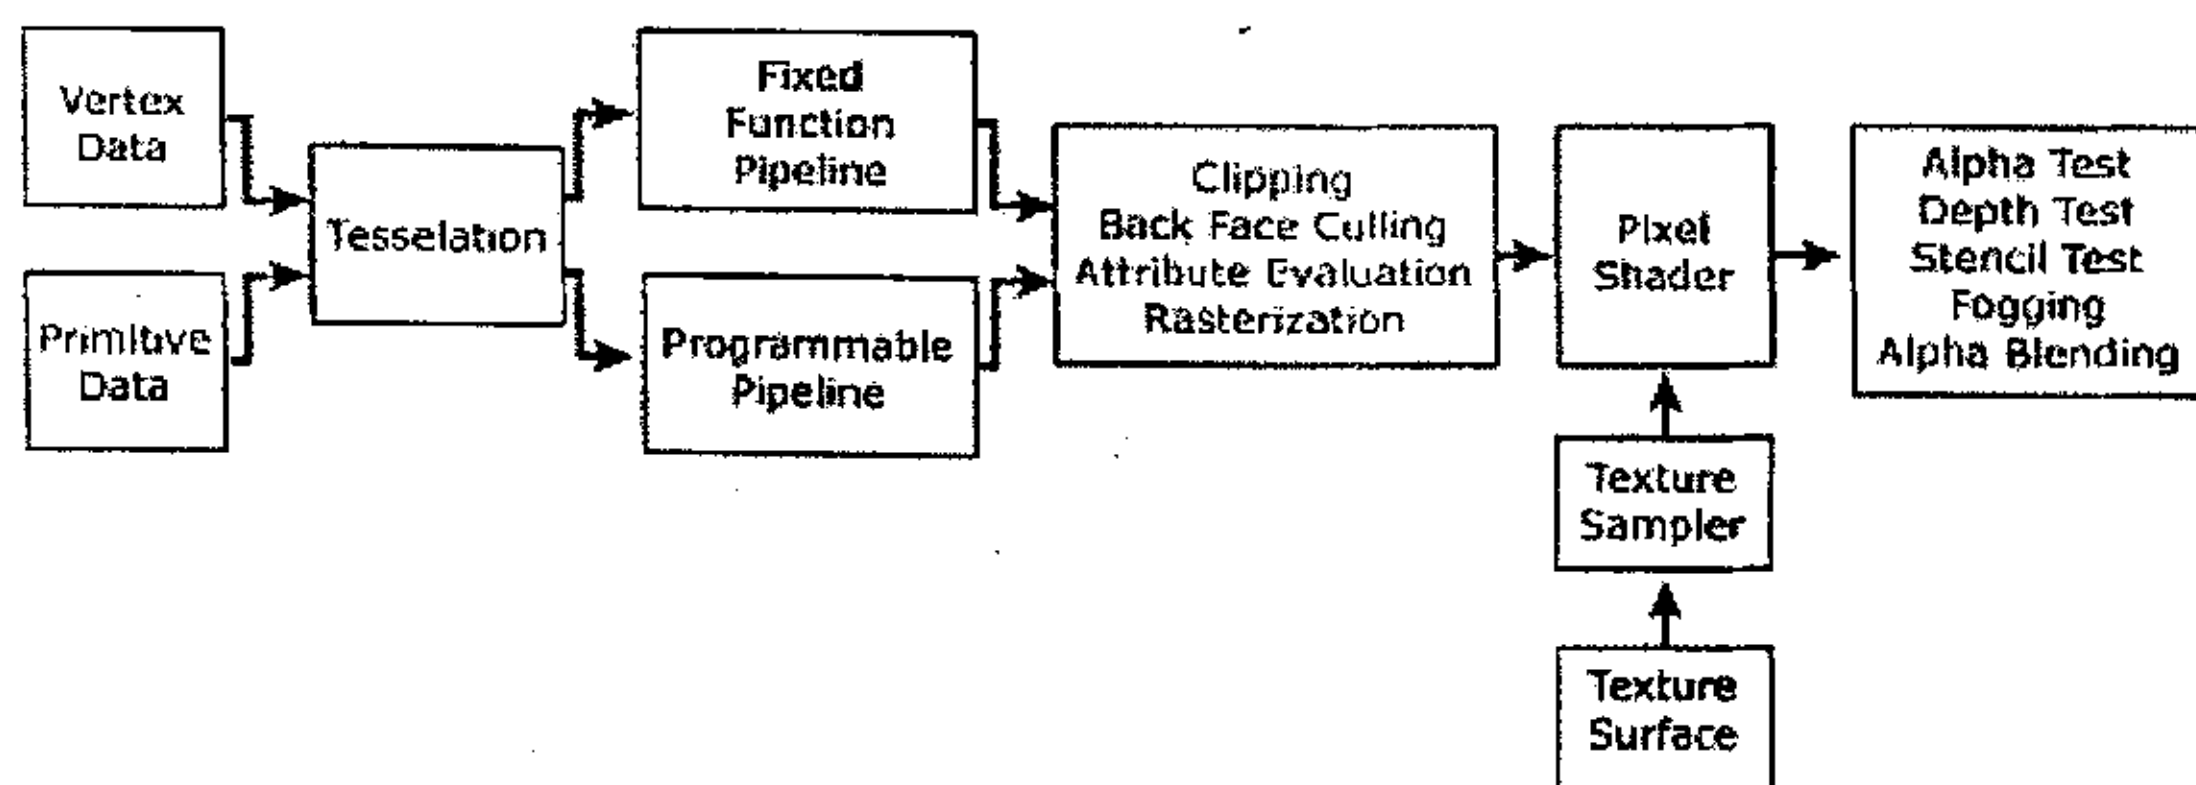 Vertex
Data
Primitive
Data
Tesselation
Fixed
Function
Pipeline
Programmable
Pipeline
Clipping
Back Face Culling
Attribute Evaluation
Rasterization
Pixel
Shader
Texture
Sampler
Texture
Surface
Alpha Test
Depth Test
Stencil Test
Fogging
Alpha Blending